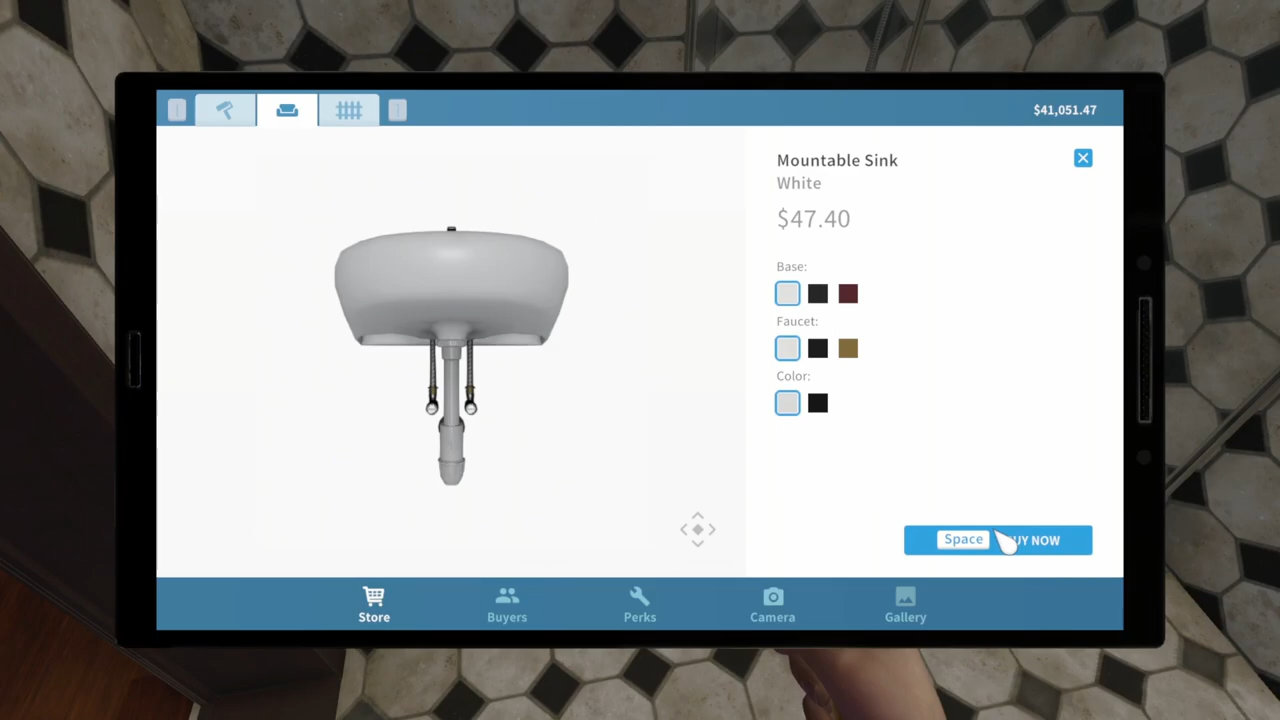 $41,051.47
Mountable Sink
White
$47.40
Base:
Faucet:
Color:
Space UY NOW
Store Buyers Perks Camera Gallery